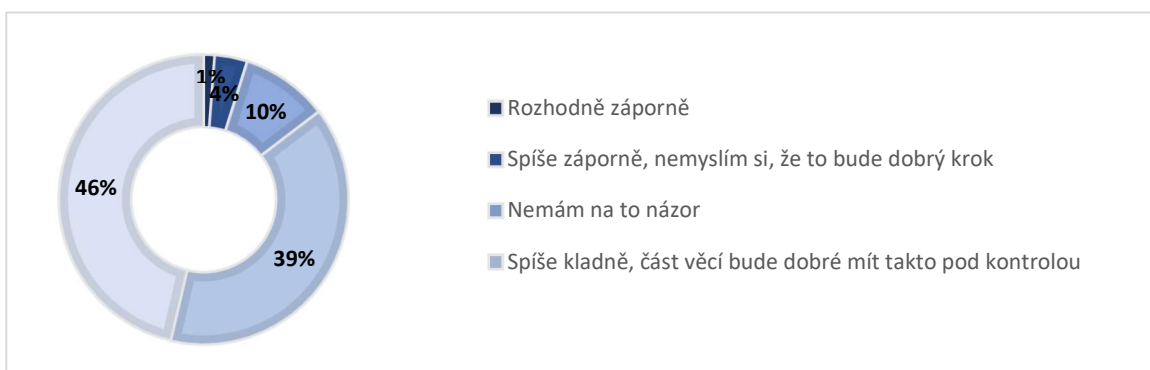 1%
4%
10%
46%
39%
Rozhodně záporně
Spíše záporně, nemyslím si, že to bude dobrý krok
Nemám na to názor
Spíše kladně, část věcí bude dobré mít takto pod kontrolou